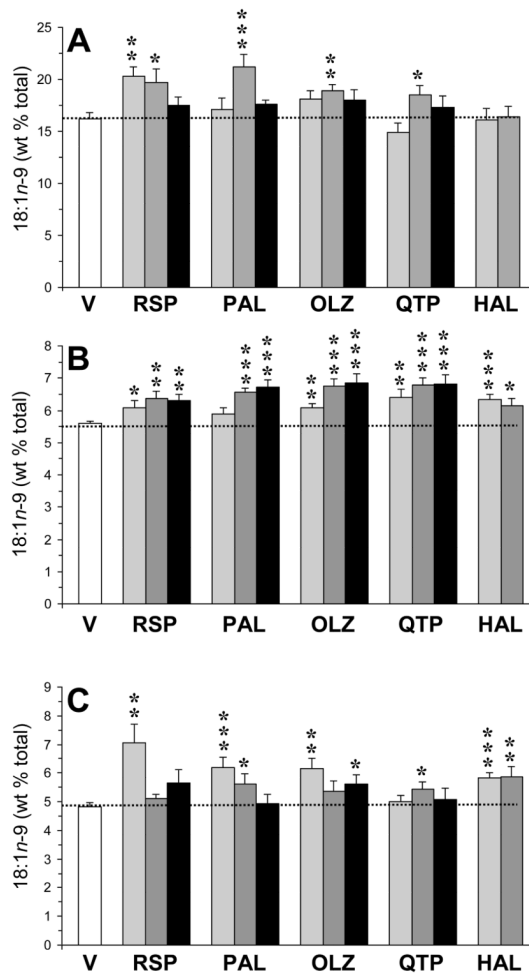 A
18:1n-9 (wt % total)
25
20
15
10
5
0
** * *** ** *
V RSP PAL OLZ QTP HAL
B
18:1n-9 (wt % total)
8
7
6
5
4
3
2
1
0
* ** ** *** *** ** *** *** ** *** *** *** *
V RSP PAL OLZ QTP HAL
C
18:1n-9 (wt % total)
9
8
7
6
5
4
3
2
1
0
** *** * ** * * *** **
V RSP PAL OLZ QTP HAL